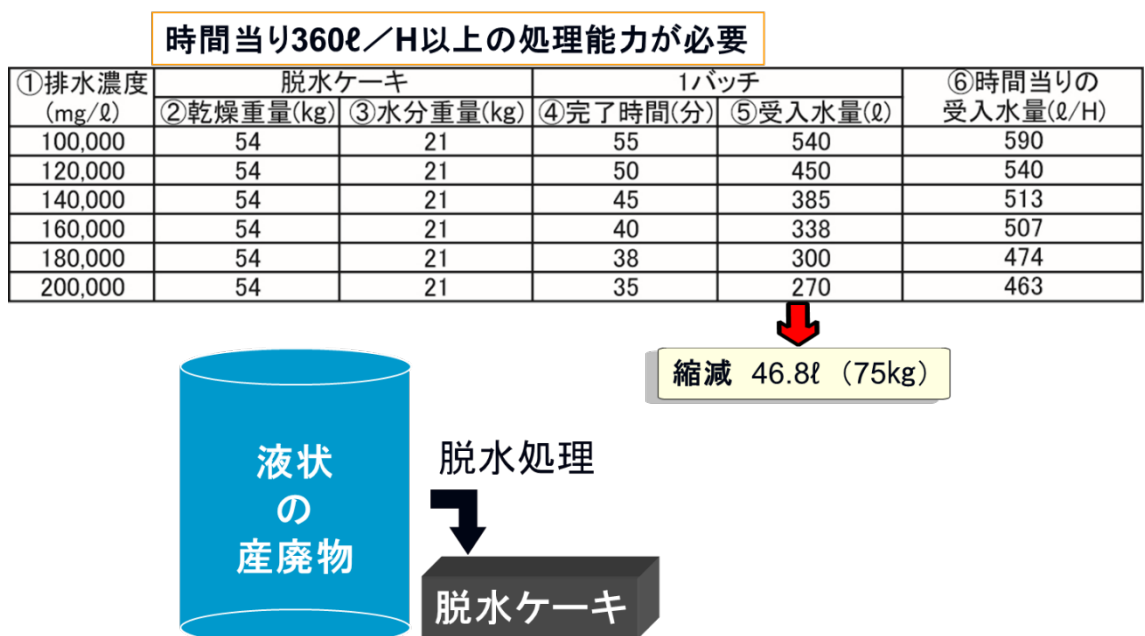 時間当り360ℓ／H以上の処理能力が必要
①排水濃度 脱水ケーキ 1バッチ ⑥時間当りの
(mg/ℓ) ②乾燥重量(kg) ③水分重量(kg) ④完了時間(分) ⑤受入水量(ℓ) 受入水量(ℓ/H)
100,000 54 21 55 540 590
120,000 54 21 50 450 540
140,000 54 21 45 385 513
160,000 54 21 40 338 507
180,000 54 21 38 300 474
200,000 54 21 35 270 463
縮減 46.8ℓ（75kg）
液状
の
産廃物
脱水処理
脱水ケーキ